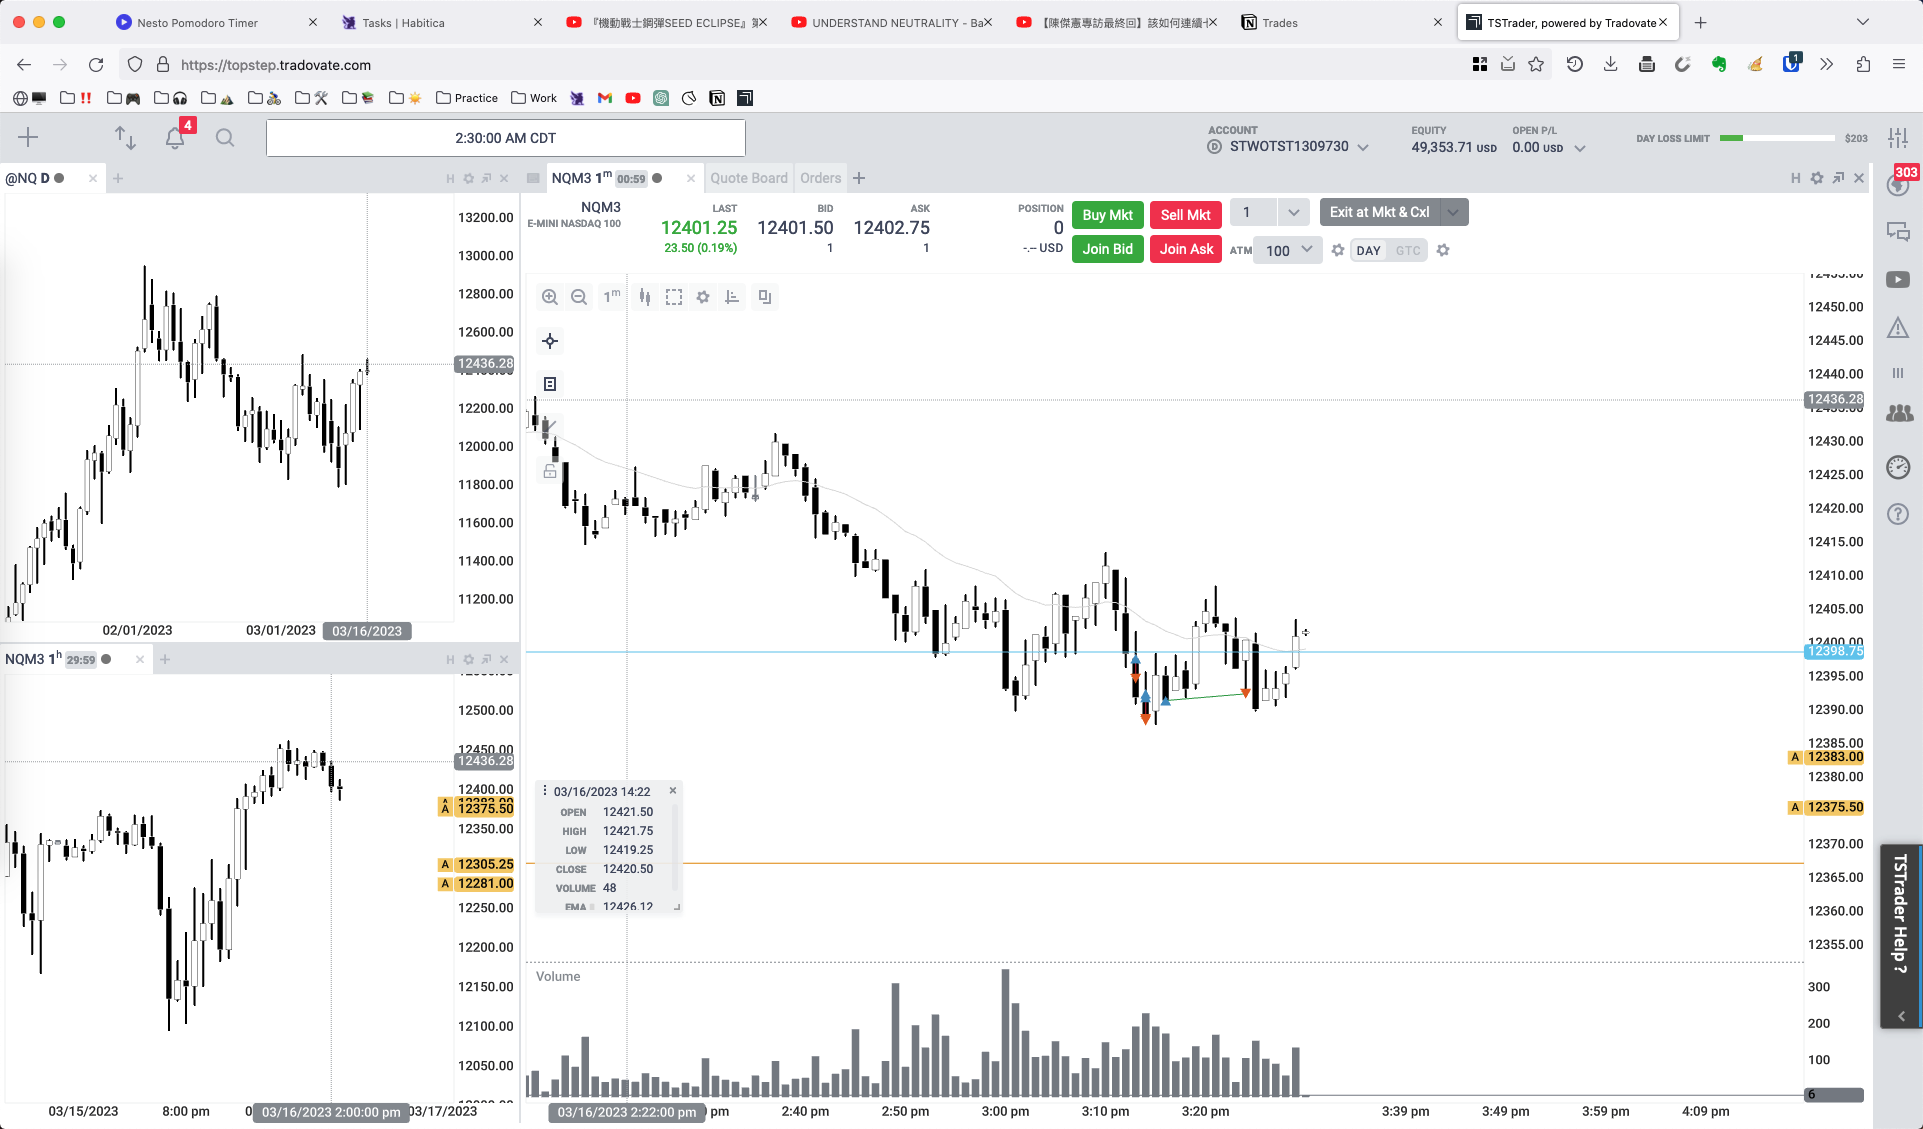 Nesto Pomodoro Timer
Tasks | Habitica
『機動戰士鋼彈SEED ECLIPSE』第
UNDERSTAND NEUTRALITY - Ba
【陳傑憲專訪最終回】該如何連續十
Trades
TSTrader, powered by Tradovate
https://topstep.tradovate.com
1
Practice
Work
4
2:30:00 AM CDT
ACCOUNT
STWOTST1309730
EQUITY
49,353.71 USD
OPEN P/L
0.00 USD
DAY LOSS LIMIT
$203
303
@NQ D
H
13200.00
13000.00
12800.00
12600.00
12436.28
12200.00
12000.00
11800.00
11600.00
11400.00
11200.00
02/01/2023
03/01/2023
03/16/2023
NQM3 1h 29:59
H
12500.00
12450.00
12436.28
12400.00
A 12383.00
A 12375.50
12350.00
A 12305.25
A 12281.00
12250.00
12200.00
12150.00
12100.00
12050.00
03/15/2023
8:00 pm
03/16/2023 2:00:00 pm
03/17/2023
NQM3 1m 00:59
Quote Board
Orders
H
NQM3
E-MINI NASDAQ 100
LAST
12401.25
23.50 (0.19%)
BID
12401.50
1
ASK
12402.75
1
POSITION
0
-.-- USD
Buy Mkt
Sell Mkt
1
Exit at Mkt & Cxl
Join Bid
Join Ask
ATM
100
DAY
GTC
1m
12455.00
12450.00
12445.00
12440.00
12436.28
12435.00
12430.00
12425.00
12420.00
12415.00
12410.00
12405.00
12400.00
12398.75
12395.00
12390.00
12385.00
A 12383.00
12380.00
A 12375.50
12370.00
12365.00
12360.00
12355.00
03/16/2023 14:22
OPEN 12421.50
HIGH 12421.75
LOW 12419.25
CLOSE 12420.50
VOLUME 48
EMA 12426.12
Volume
300
200
100
6
03/16/2023 2:22:00 pm
pm
2:40 pm
2:50 pm
3:00 pm
3:10 pm
3:20 pm
3:39 pm
3:49 pm
3:59 pm
4:09 pm
TSTrader Help ?